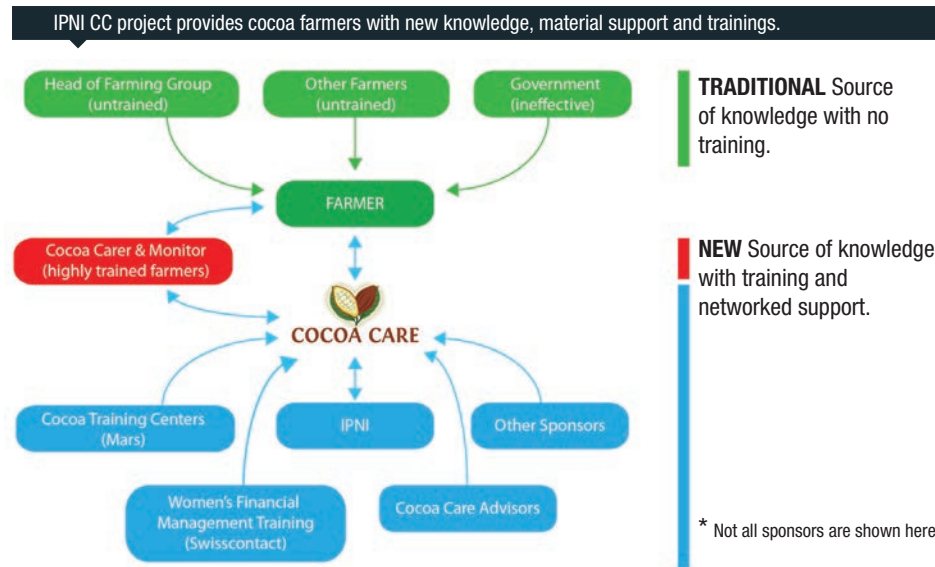 IPNI CC project provides cocoa farmers with new knowledge, material support and trainings.
Head of Farming Group
(untrained)
Other Farmers
(untrained)
Government
(ineffective)
TRADITIONAL Source
of knowledge with no
training.
FARMER
Cocoa Carer & Monitor
(highly trained farmers)
NEW Source of knowledge
with training and
networked support.
COCOA CARE
Cocoa Training Centers
(Mars)
IPNI
Other Sponsors
Women's Financial
Management Training
(Swisscontact)
Cocoa Care Advisors
* Not all sponsors are shown here